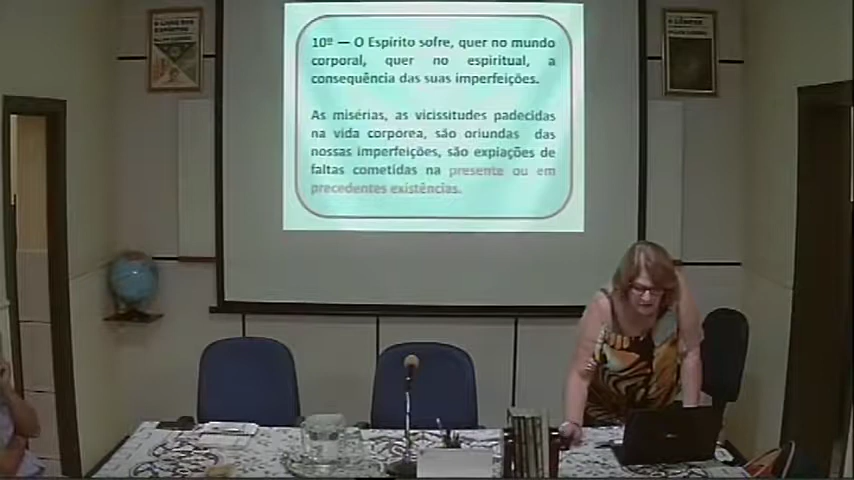 10º — O Espírito sofre, quer no mundo
corporal, quer no espiritual, a
consequência das suas imperfeições.
As misérias, as vicissitudes padecidas
na vida corpórea, são oriundas das
nossas imperfeições, são expiações de
faltas cometidas na presente ou em
precedentes existências.